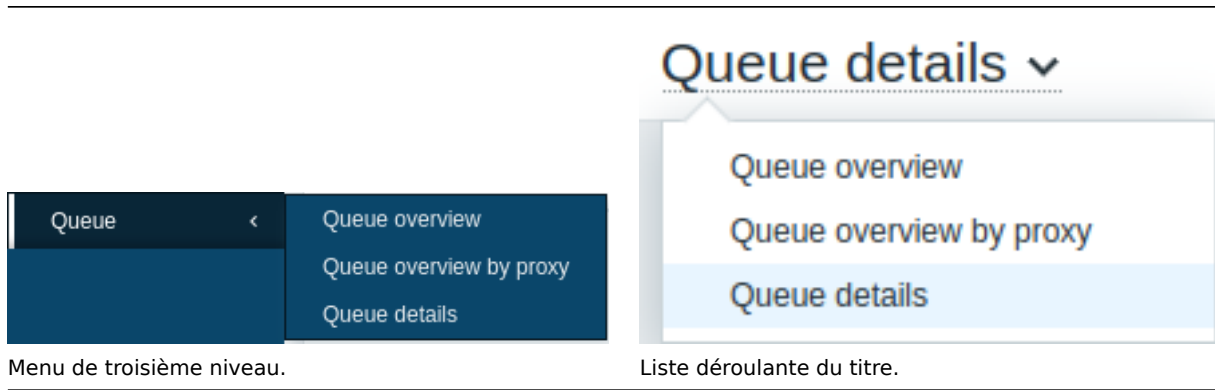 Queue
Queue overview
Queue overview by proxy
Queue details
Menu de troisième niveau.
Queue details
Queue overview
Queue overview by proxy
Queue details
Liste déroulante du titre.